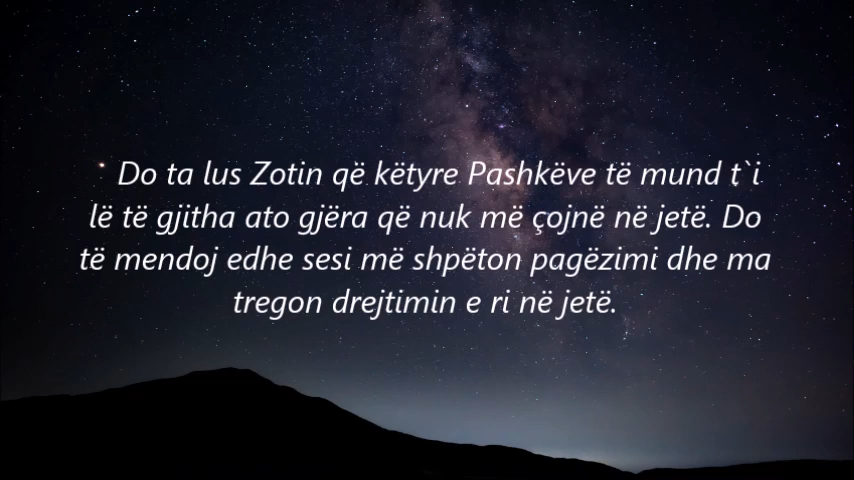 Do ta lus Zotin që këtyre Pashkëve të mund t`i
lë të gjitha ato gjëra që nuk më çojnë në jetë. Do
të mendoj edhe sesi më shpëton pagëzimi dhe ma
tregon drejtimin e ri në jetë.